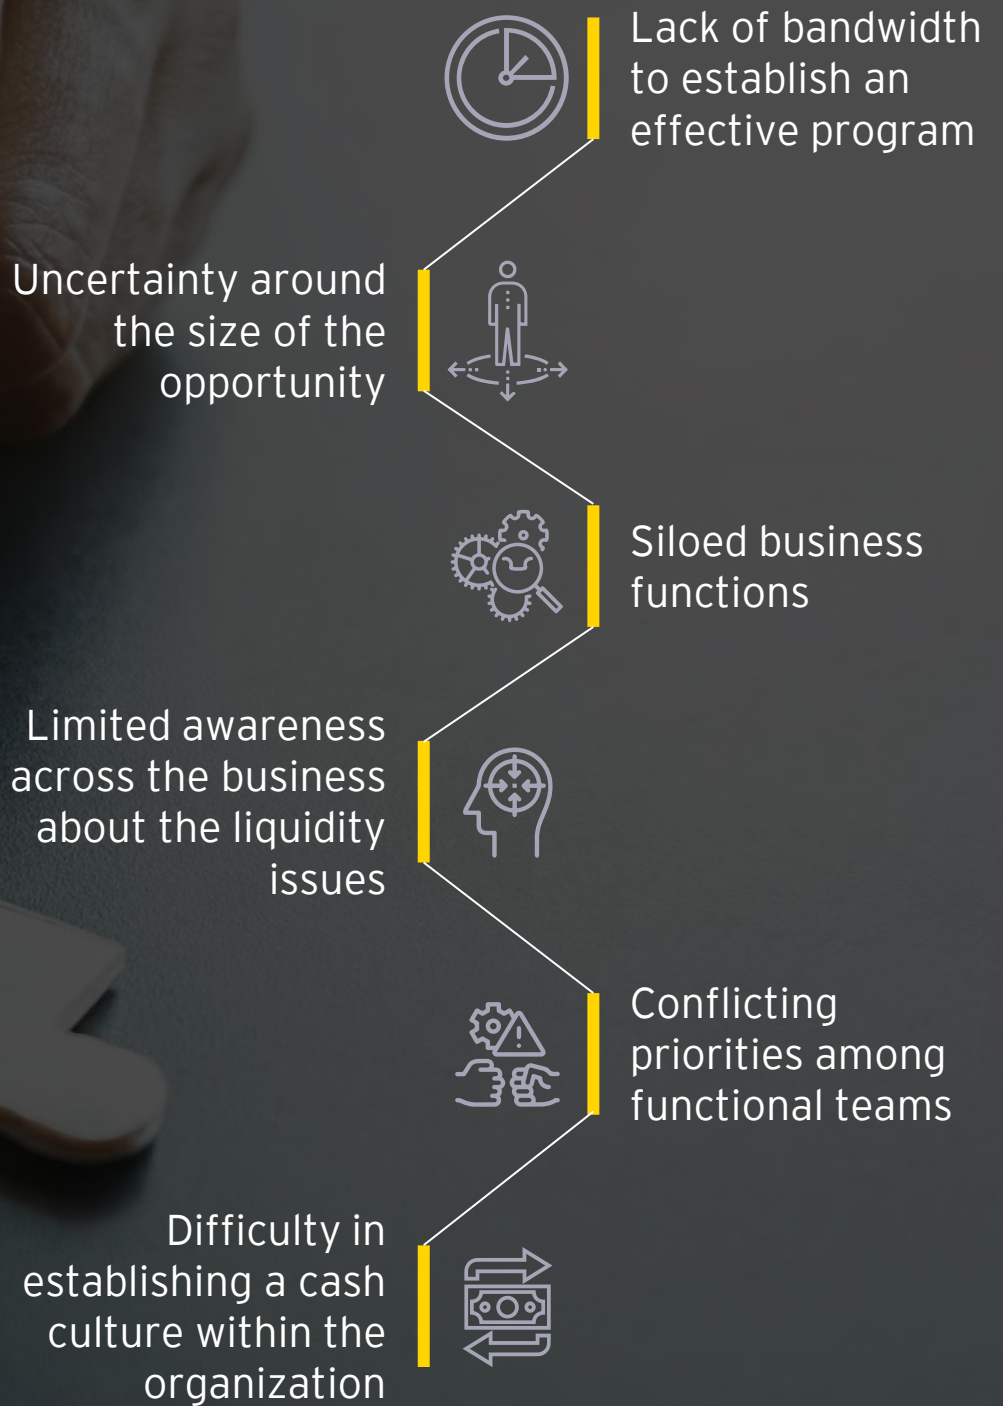 Lack of bandwidth
to establish an
effective program
Uncertainty around
the size of the
opportunity
Siloed business
functions
Limited awareness
across the business
about the liquidity
issues
Conflicting
priorities among
functional teams
Difficulty in
establishing a cash
culture within the
organization